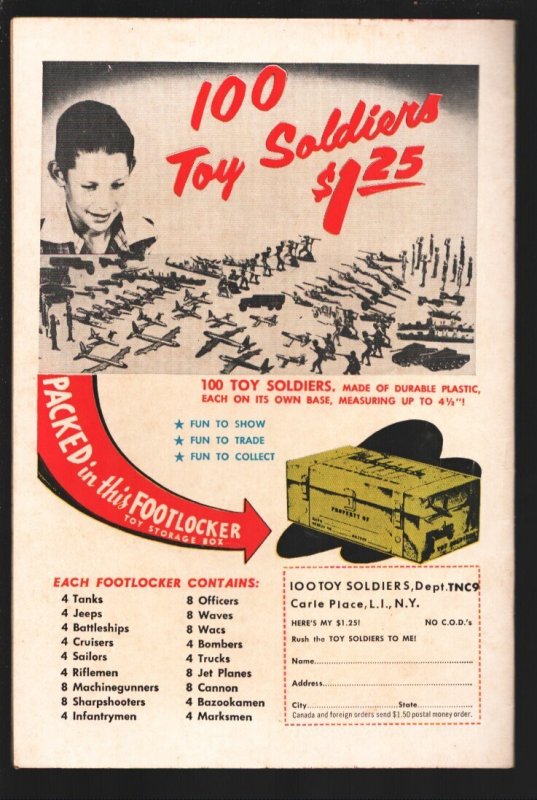 100
Toy Soldiers
$1.25
100 TOY SOLDIERS, MADE OF DURABLE PLASTIC,
EACH ON ITS OWN BASE, MEASURING UP TO 4½"!
★ FUN TO SHOW
★ FUN TO TRADE
★ FUN TO COLLECT
PACKED in this FOOTLOCKER
TOY STORAGE BOX
PROPERTY OF
EACH FOOTLOCKER CONTAINS:
4 Tanks
4 Jeeps
4 Battleships
4 Cruisers
4 Sailors
4 Riflemen
8 Machinegunners
8 Sharpshooters
4 Infantrymen
8 Officers
8 Waves
8 Wacs
4 Bombers
4 Trucks
8 Jet Planes
8 Cannon
4 Bazookamen
4 Marksmen
100 TOY SOLDIERS, Dept. TNC9
Carle Place, L.I., N.Y.
HERE'S MY $1.25! NO C.O.D.'s
Rush the TOY SOLDIERS TO ME!
Name
Address
City State
Canada and foreign orders send $1.50 postal money order.